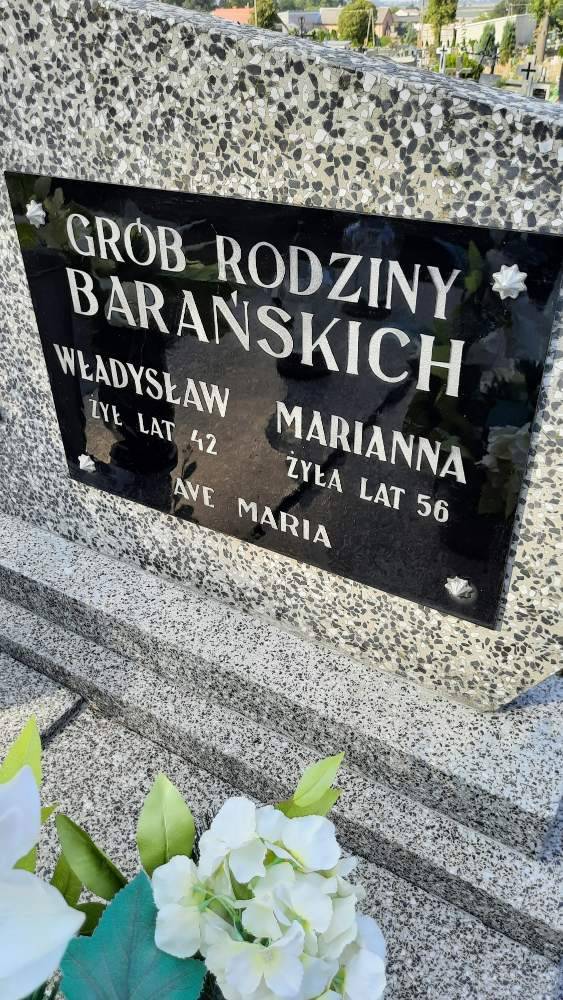 GRÓB RODZINY
BARAŃSKICH
WŁADYSŁAW
ŻYŁ LAT 42
MARIANNA
ŻYŁA LAT 56
AVE MARIA